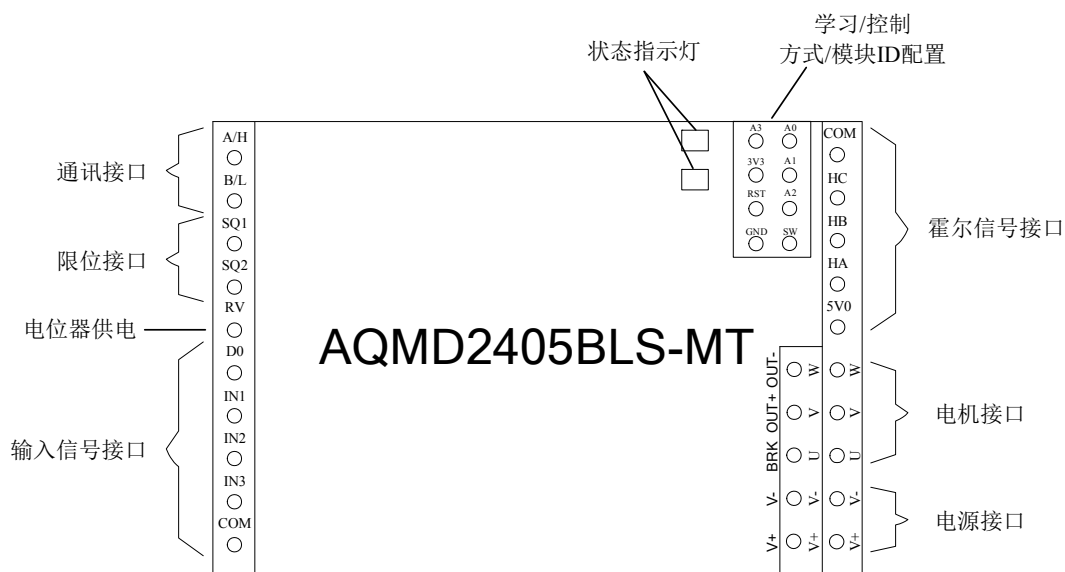 学习/控制
方式/模块ID配置
状态指示灯
通讯接口
限位接口
电位器供电
输入信号接口
A/H
B/L
SQ1
SQ2
RV
D0
IN1
IN2
IN3
COM
AQMD2405BLS-MT
A3 A0
3V3 A1
RST A2
GND SW
COM
HC
HB
HA
5V0
OUT- W W
OUT+ V V
BRK U U
V- V- V-
V+ V+ V+
霍尔信号接口
电机接口
电源接口